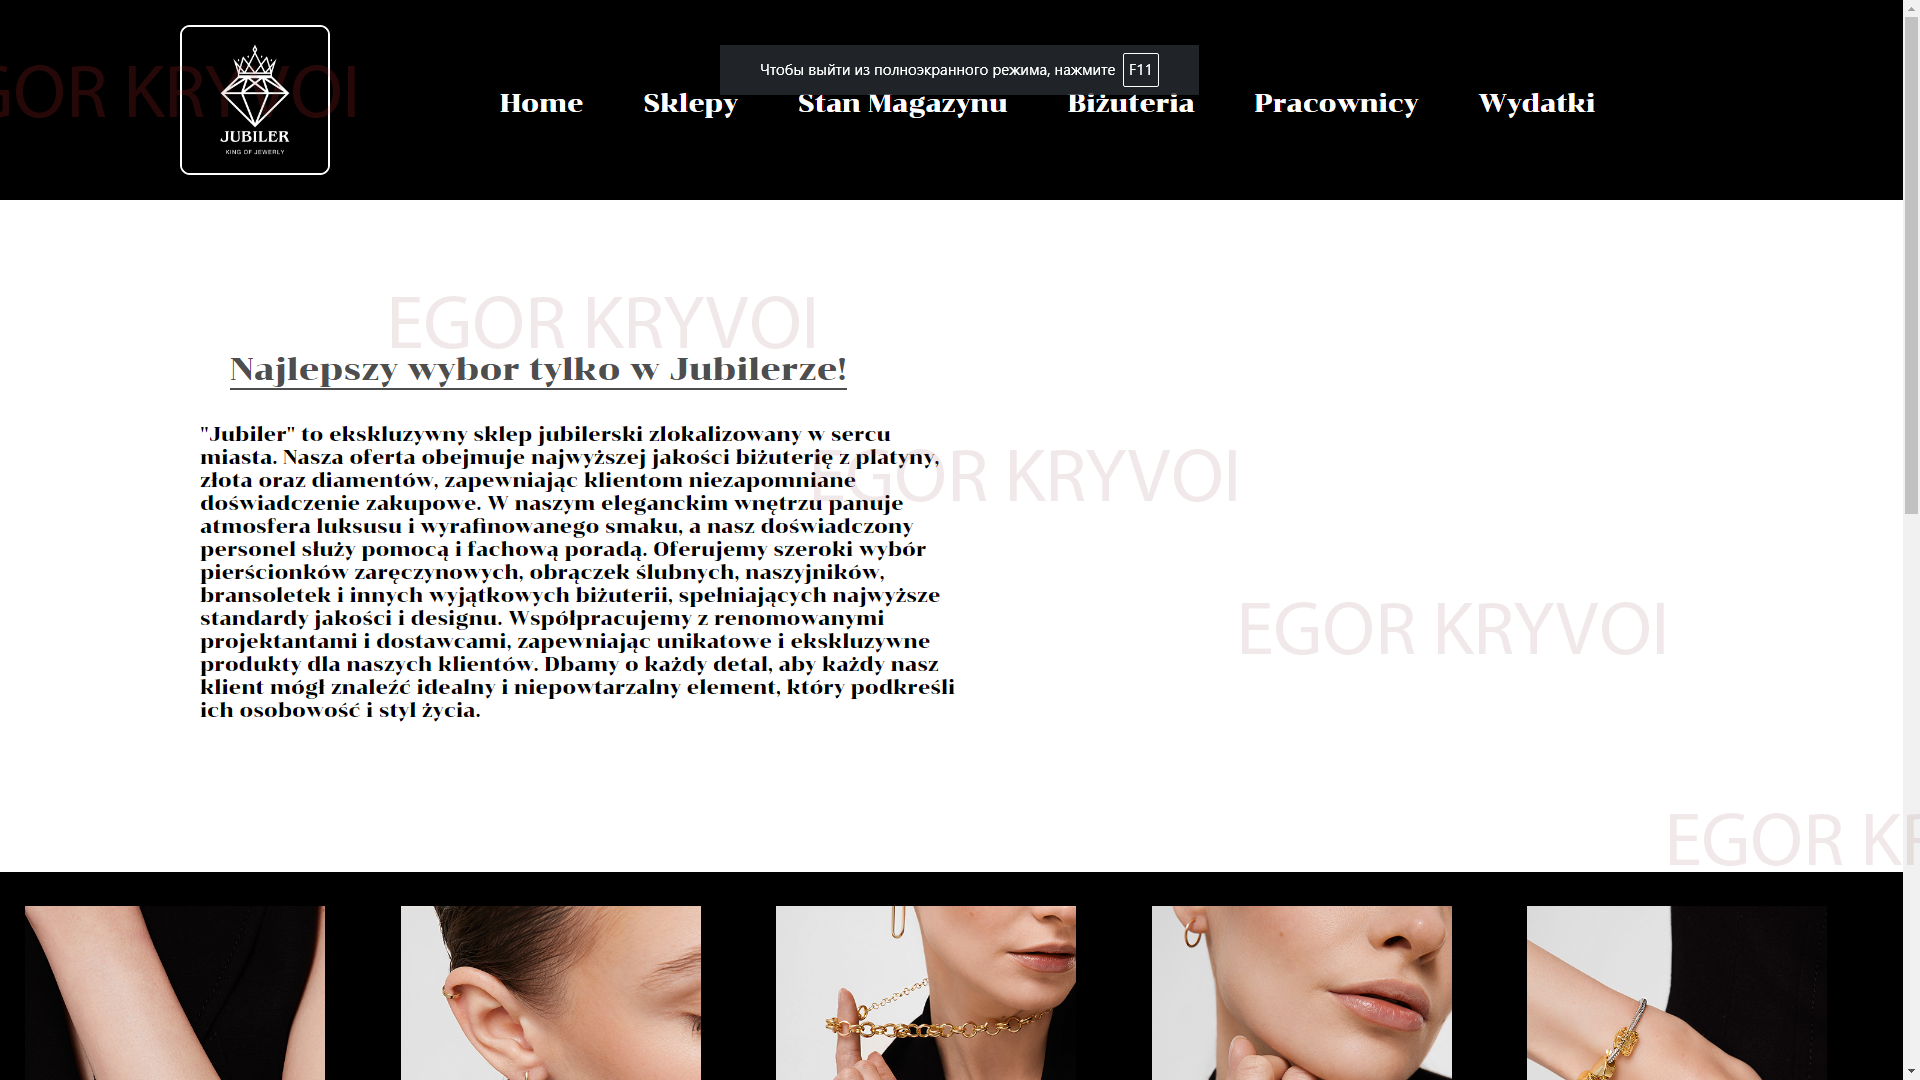 EGOR KRYVOI
JUBILER
KING OF JEWERLY
Чтобы выйти из полноэкранного режима, нажмите F11
Home Sklepy Stan Magazynu Biżuteria Pracownicy Wydatki
EGOR KRYVOI
Najlepszy wybor tylko w Jubilerze!
"Jubiler" to ekskluzywny sklep jubilerski zlokalizowany w sercu
miasta. Nasza oferta obejmuje najwyższej jakości biżuterię z platyny,
złota oraz diamentów, zapewniając klientom niezapomniane
doświadczenie zakupowe. W naszym eleganckim wnętrzu panuje
atmosfera luksusu i wyrafinowanego smaku, a nasz doświadczony
personel służy pomocą i fachową poradą. Oferujemy szeroki wybór
pierścionków zaręczynowych, obrączek ślubnych, naszyjników,
bransoletek i innych wyjątkowych biżuterii, spełniających najwyższe
standardy jakości i designu. Współpracujemy z renomowanymi
projektantami i dostawcami, zapewniając unikatowe i ekskluzywne
produkty dla naszych klientów. Dbamy o każdy detal, aby każdy nasz
klient mógł znaleźć idealny i niepowtarzalny element, który podkreśli
ich osobowość i styl życia.
EGOR KRYVOI
EGOR KRYVOI
EGOR KR